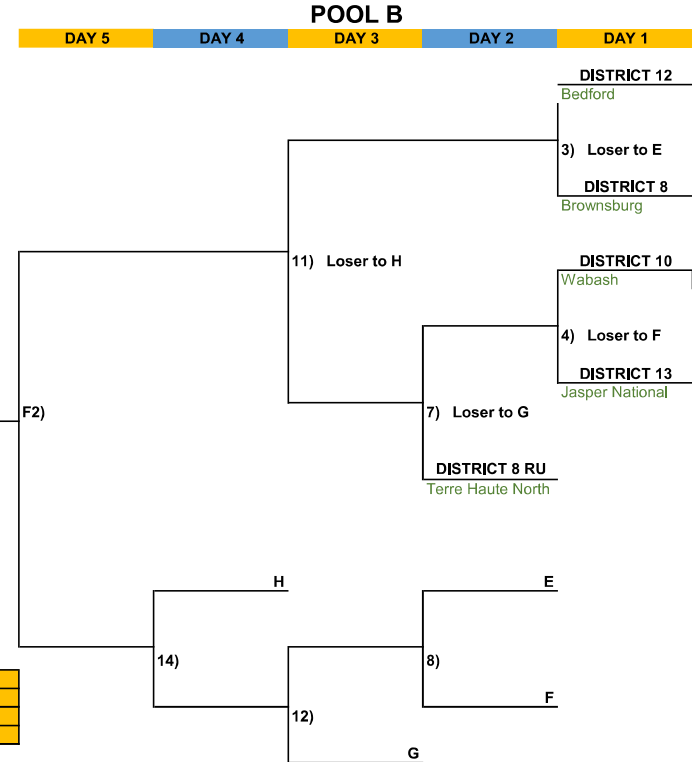 POOL B
DAY 5 DAY 4 DAY 3 DAY 2 DAY 1
DISTRICT 12
Bedford
3) Loser to E
DISTRICT 8
Brownsburg
11) Loser to H
DISTRICT 10
Wabash
4) Loser to F
DISTRICT 13
Jasper National
F2)
7) Loser to G
DISTRICT 8 RU
Terre Haute North
H
E
14)
8)
F
12)
G